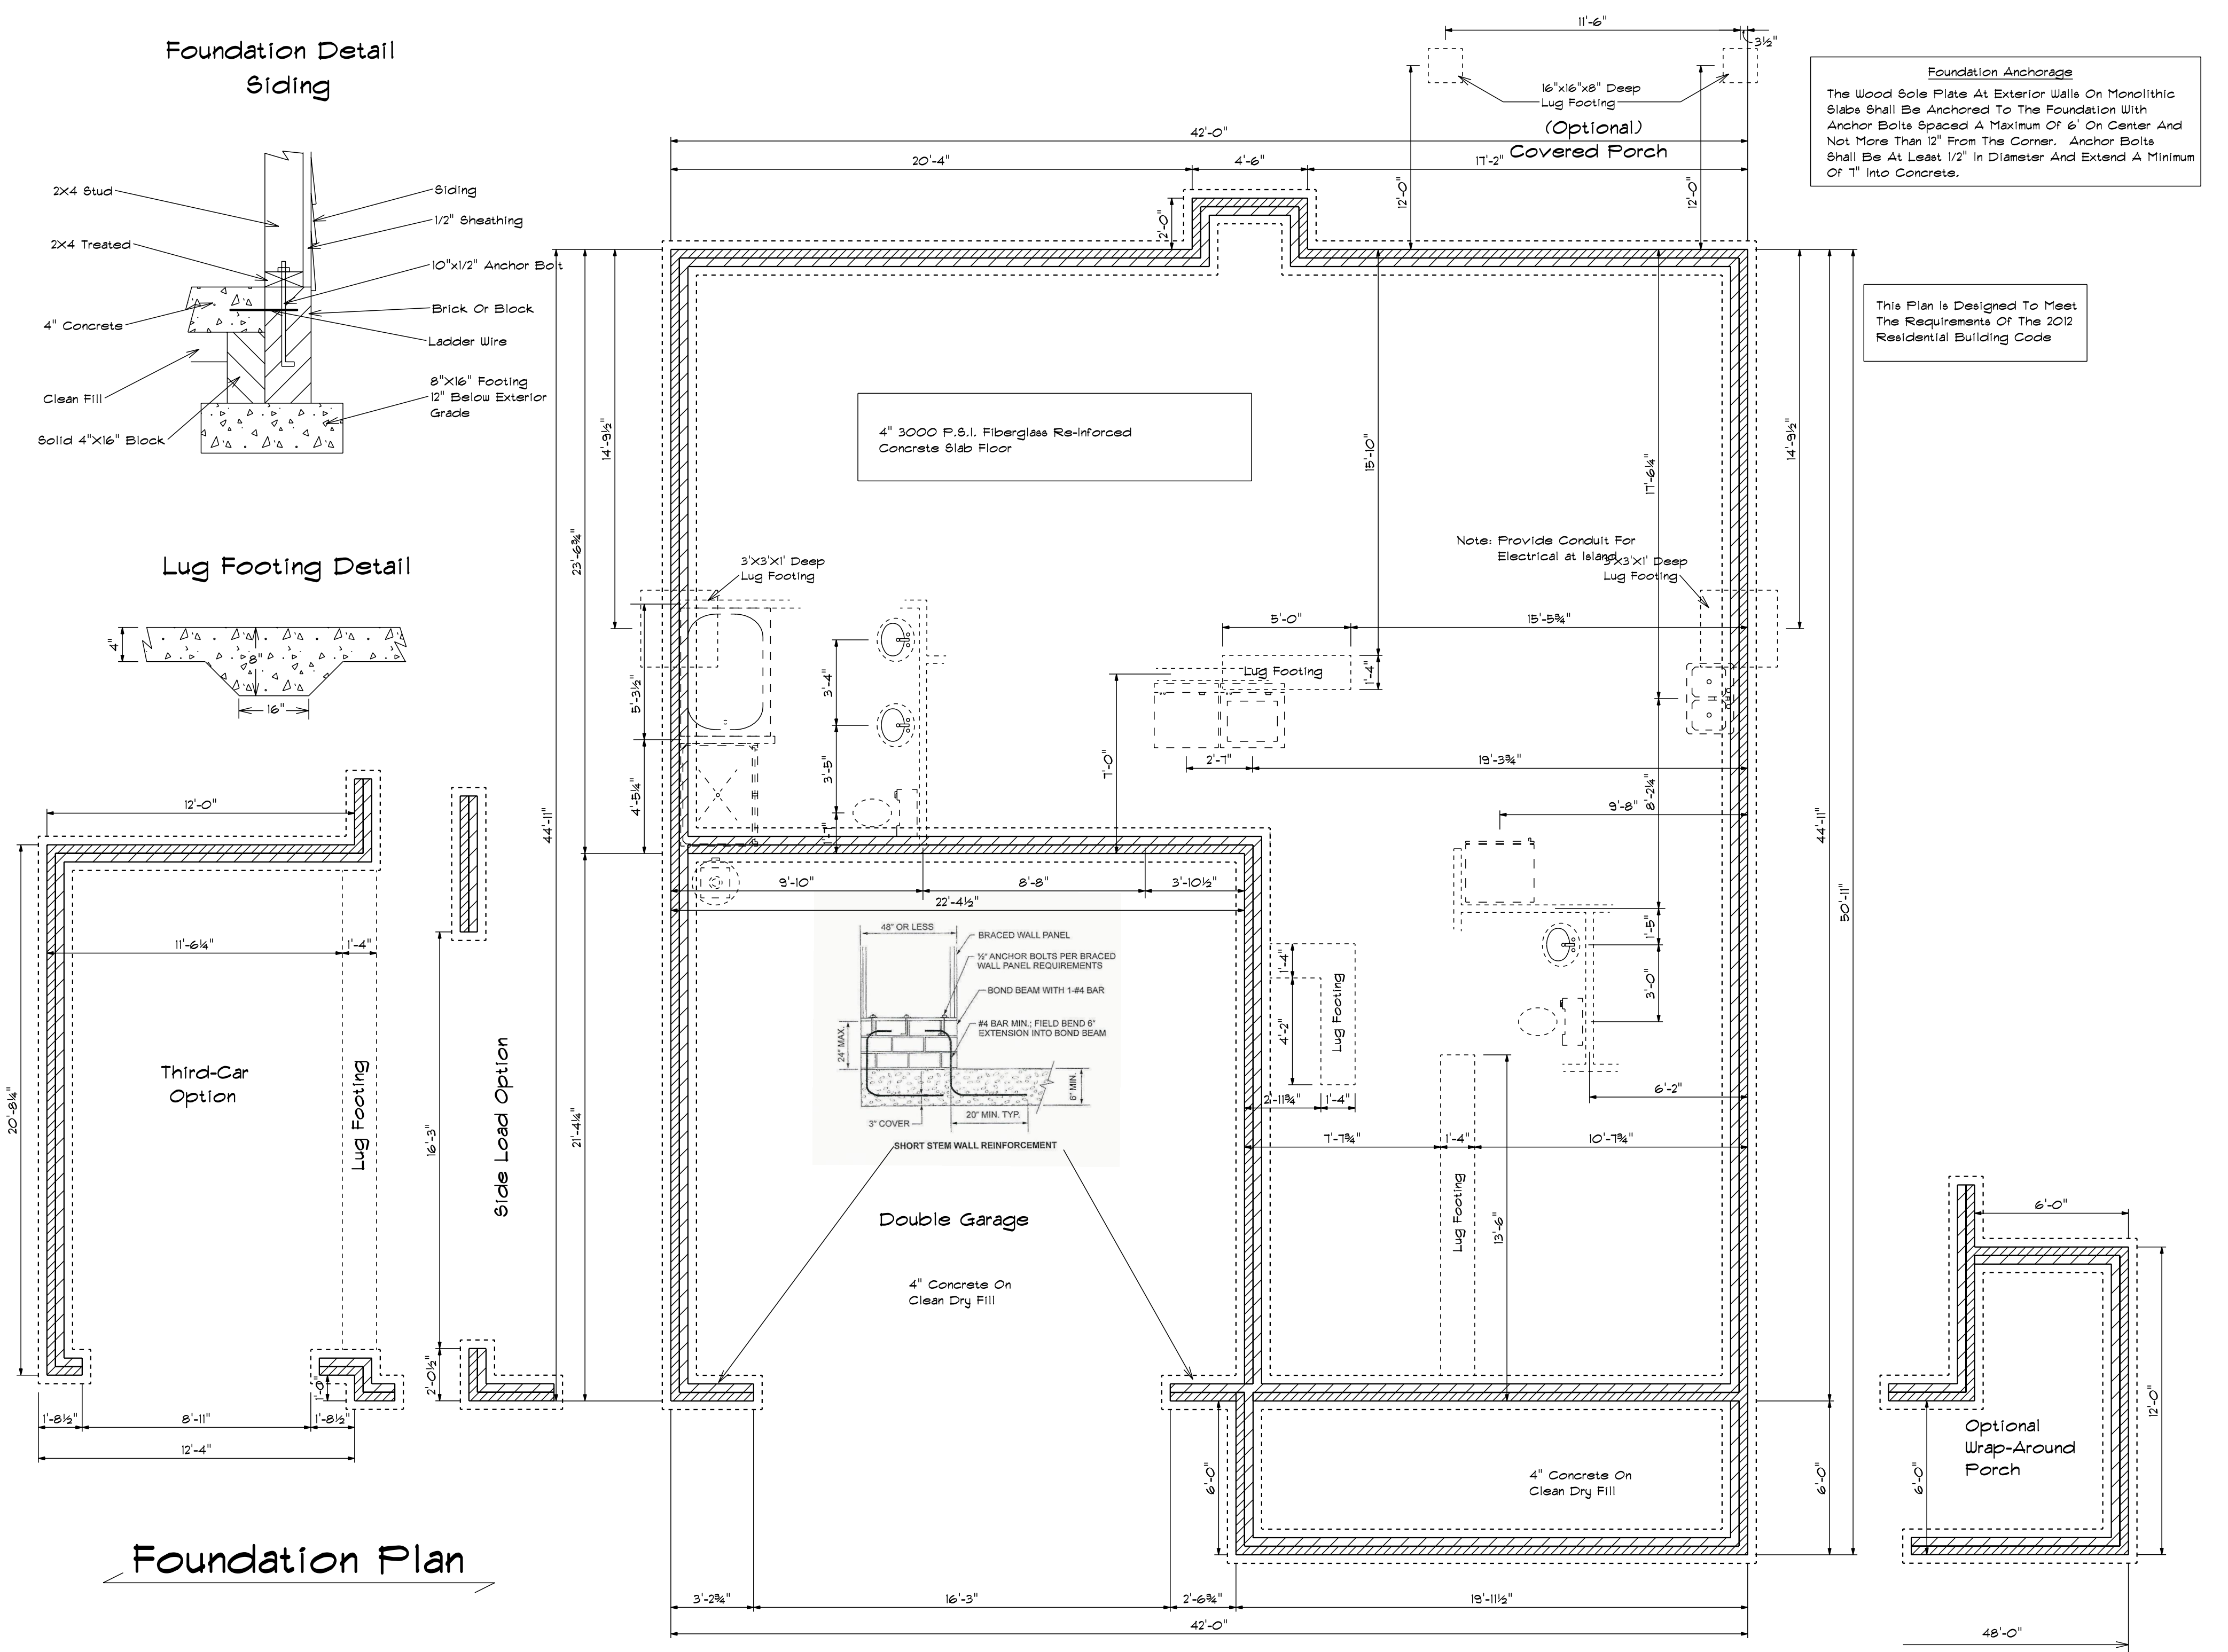 Foundation Detail
Siding
2X4 Stud
2X4 Treated
4" Concrete
Clean Fill
Solid 4"X16" Block
Siding
1/2" Sheathing
10"x1/2" Anchor Bolt
Brick Or Block
Ladder Wire
8"X16" Footing
12" Below Exterior
Grade
Lug Footing Detail
4"
8"
16"
11'-6"
3½"
16"x16"x8" Deep
Lug Footing
(Optional)
Covered Porch
12'-0"
12'-0"
Foundation Anchorage
The Wood Sole Plate At Exterior Walls On Monolithic
Slabs Shall Be Anchored To The Foundation With
Anchor Bolts Spaced A Maximum Of 6' On Center And
Not More Than 12" From The Corner. Anchor Bolts
Shall Be At Least 1/2" In Diameter And Extend A Minimum
Of 7" Into Concrete.
This Plan Is Designed To Meet
The Requirements Of The 2012
Residential Building Code
42'-0"
20'-4"
4'-6"
17'-2"
2'-0"
14'-9½"
23'-6¾"
44'-11"
21'-4¼"
4" 3000 P.S.I. Fiberglass Re-Inforced
Concrete Slab Floor
15'-10"
17'-6¼"
14'-9½"
44'-11"
50'-11"
Note: Provide Conduit For
Electrical at Island
3'X3'X1' Deep
Lug Footing
3'X3'X1' Deep
Lug Footing
5'-3½"
4'-5¼"
3'-4"
3'-5"
1'-7"
5'-0"
15'-5¾"
Lug Footing
1'-4"
7'-0"
2'-7"
19'-3¾"
9'-8"
8'-2¼"
1'-5"
3'-0"
6'-2"
9'-10"
8'-8"
3'-10½"
22'-4½"
48" OR LESS
BRACED WALL PANEL
½" ANCHOR BOLTS PER BRACED
WALL PANEL REQUIREMENTS
BOND BEAM WITH 1-#4 BAR
#4 BAR MIN.; FIELD BEND 6"
EXTENSION INTO BOND BEAM
24" MAX.
6" MIN.
20" MIN. TYP.
3" COVER
SHORT STEM WALL REINFORCEMENT
1'-4"
4'-2"
Lug Footing
2'-11¾"
1'-4"
7'-7¾"
1'-4"
10'-7¾"
Lug Footing
13'-6"
Double Garage
4" Concrete On
Clean Dry Fill
4" Concrete On
Clean Dry Fill
6'-0"
6'-0"
3'-2¾"
16'-3"
2'-6¾"
19'-11½"
42'-0"
12'-0"
11'-6¼"
1'-4"
20'-8¼"
Third-Car
Option
Lug Footing
1'-0"
1'-8½"
8'-11"
1'-8½"
12'-4"
16'-3"
2'-0½"
Side Load Option
6'-0"
12'-0"
6'-0"
Optional
Wrap-Around
Porch
48'-0"
Foundation Plan